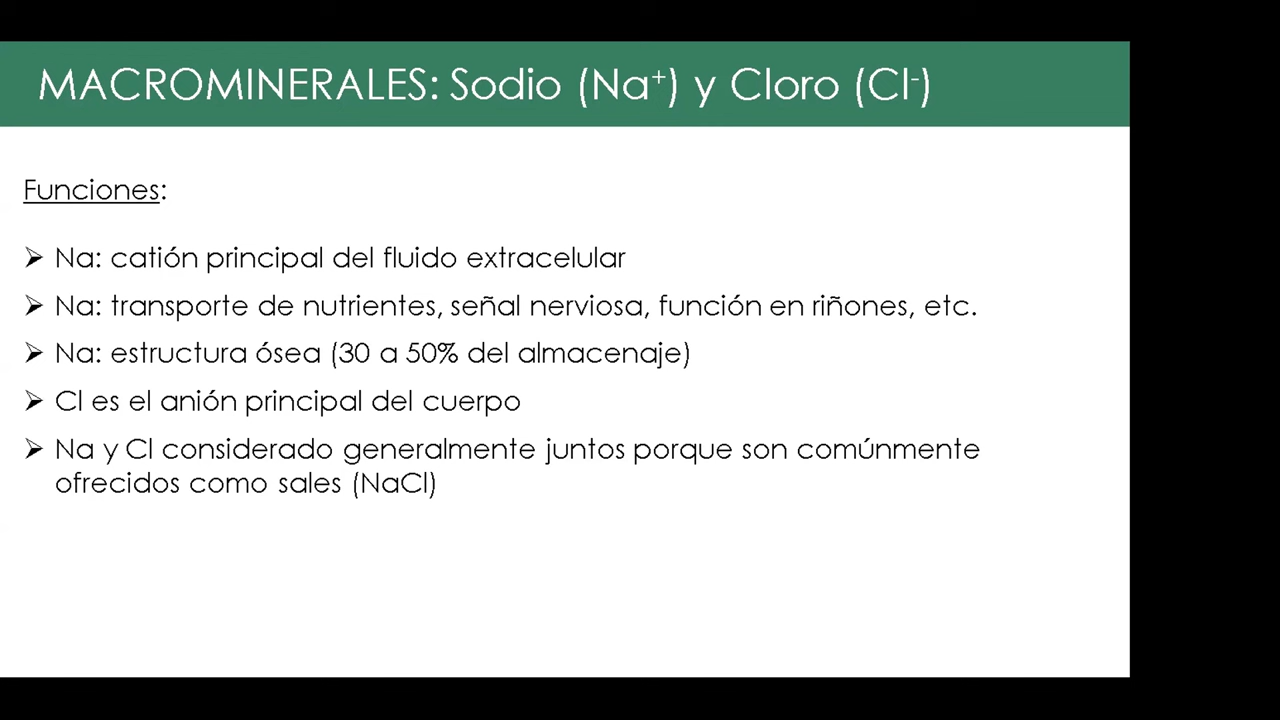 MACROMINERALES: Sodio (Na⁺) y Cloro (Cl⁻)
Funciones:
➢ Na: catión principal del fluido extracelular
➢ Na: transporte de nutrientes, señal nerviosa, función en riñones, etc.
➢ Na: estructura ósea (30 a 50% del almacenaje)
➢ Cl es el anión principal del cuerpo
➢ Na y Cl considerado generalmente juntos porque son comúnmente
ofrecidos como sales (NaCl)